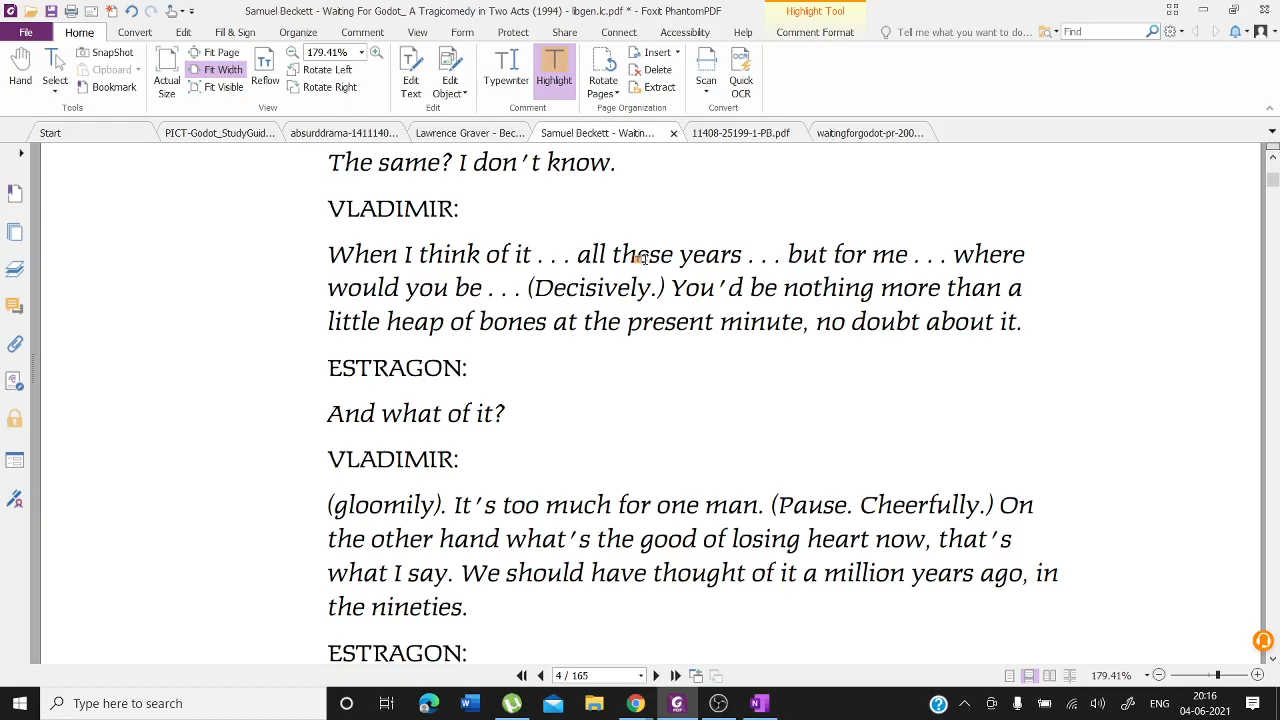 Samuel Beckett - Waiting For Godot_ A Tragicomedy in Two Acts (1994) - libgen.lc.pdf * - Foxit PhantomPDF
Highlight Tool
File Home Convert Edit Fill & Sign Organize Comment View Form Protect Share Connect Accessibility Help Comment Format Tell me what you want to do... Find
Hand
Select
SnapShot
Clipboard
Bookmark
Tools
Actual Size
Fit Page
Fit Width
Fit Visible
Reflow
179.41%
Rotate Left
Rotate Right
View
Edit Text
Edit Object
Edit
Typewriter
Highlight
Comment
Rotate Pages
Insert
Delete
Extract
Page Organization
Scan
Quick OCR
Convert
Start PICT-Godot_StudyGuid... absurddrama-1411140... Lawrence Graver - Bec... Samuel Beckett - Waitin... 11408-25199-1-PB.pdf waitingforgodot-pr-200...
The same? I don't know.
VLADIMIR:
When I think of it . . . all these years . . . but for me . . . where
would you be . . . (Decisively.) You'd be nothing more than a
little heap of bones at the present minute, no doubt about it.
ESTRAGON:
And what of it?
VLADIMIR:
(gloomily). It's too much for one man. (Pause. Cheerfully.) On
the other hand what's the good of losing heart now, that's
what I say. We should have thought of it a million years ago, in
the nineties.
ESTRAGON:
4 / 165
179.41%
Type here to search
ENG
20:16
04-06-2021